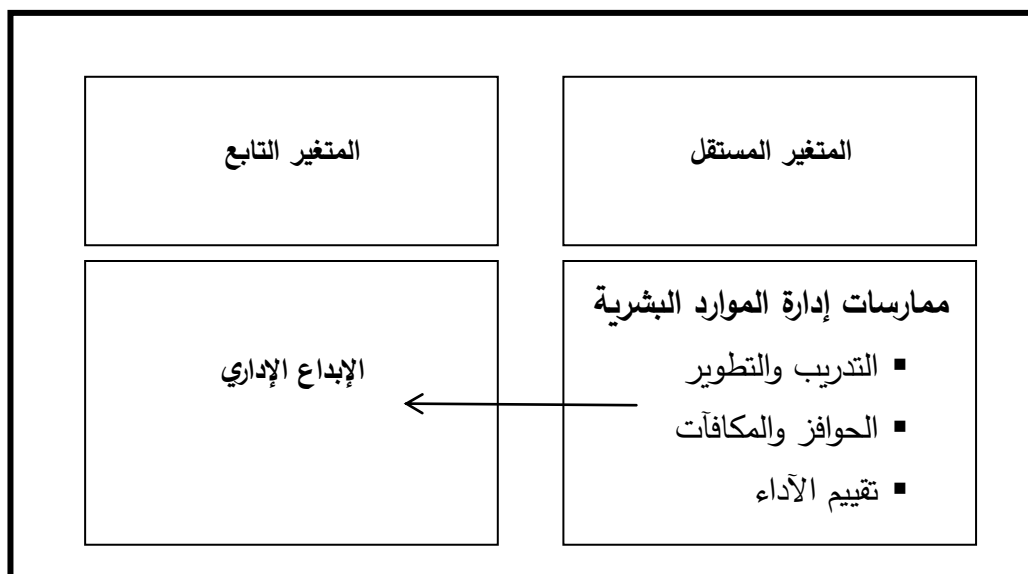 المتغير المستقل
المتغير التابع
ممارسات إدارة الموارد البشرية
▪ التدريب والتطوير
▪ الحوافز والمكافآت
▪ تقييم الآداء
الإبداع الإداري